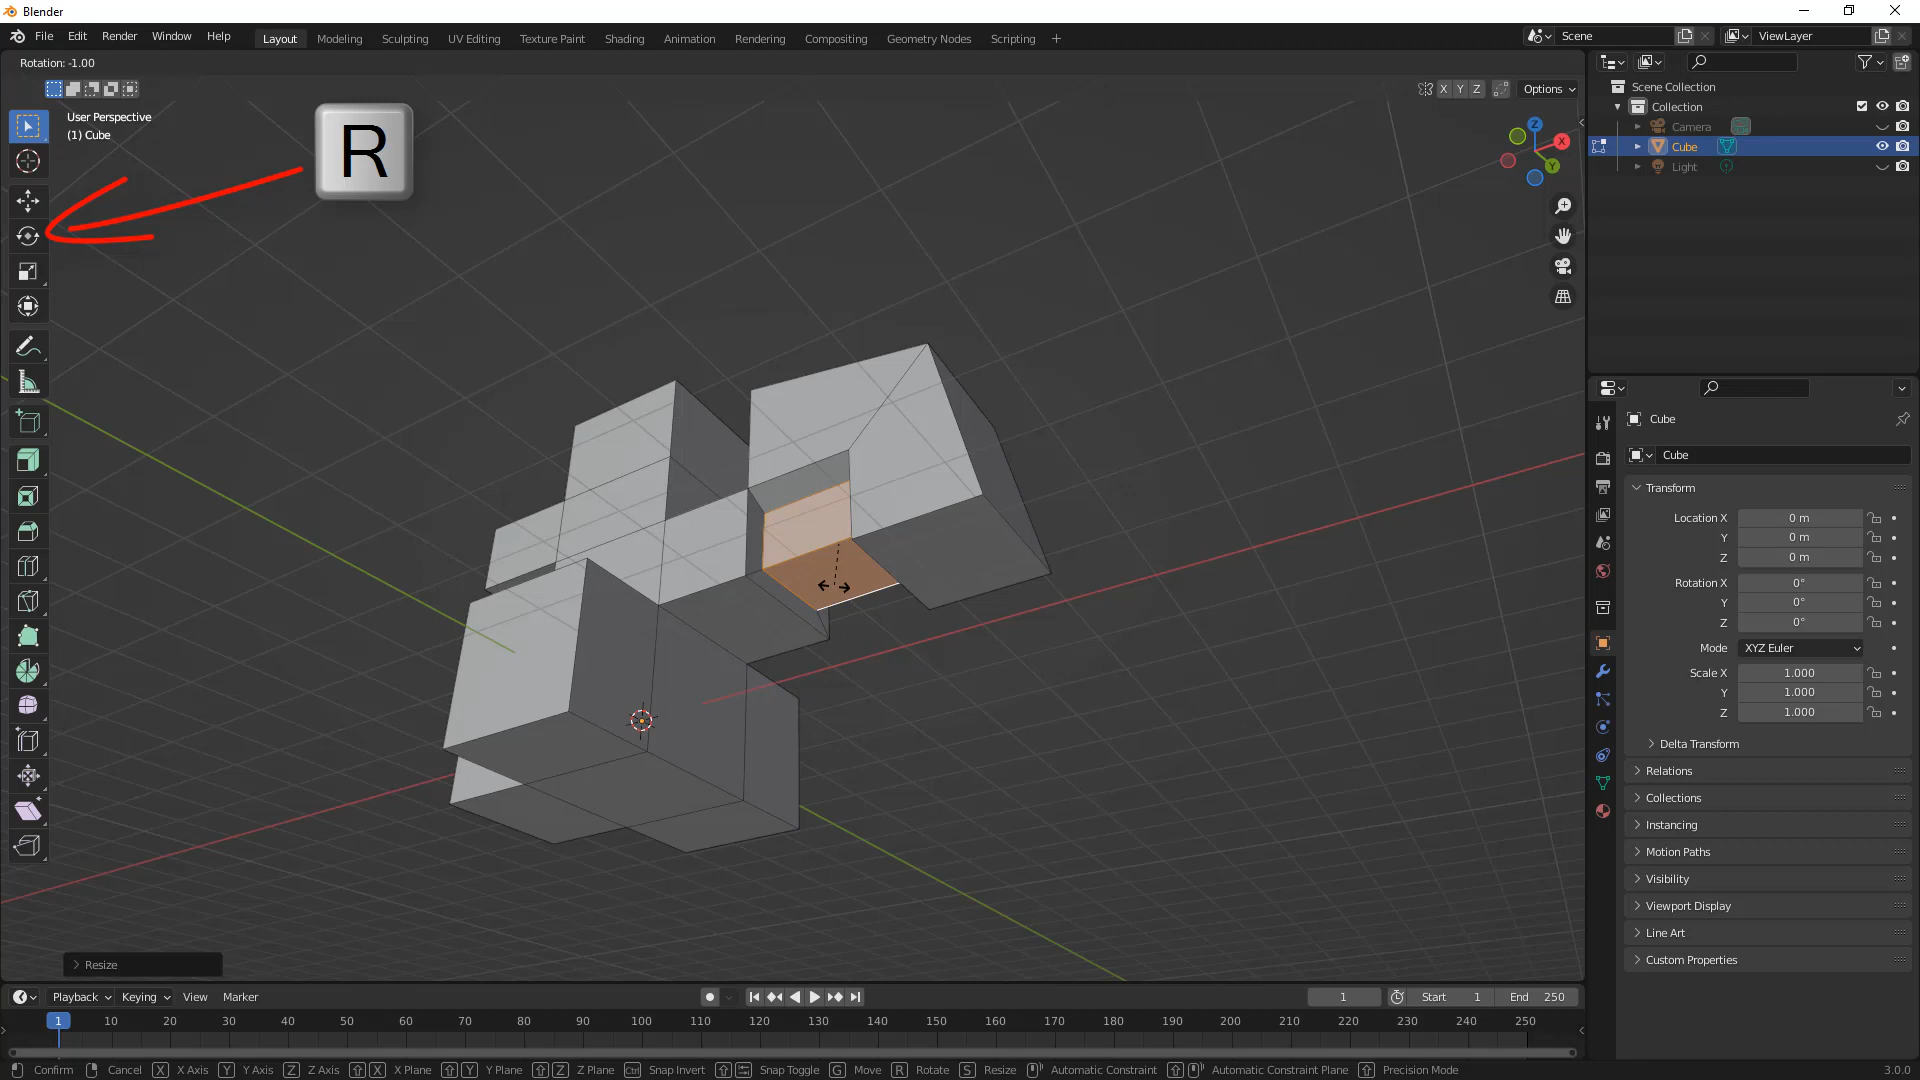 Blender
File Edit Render Window Help
Layout Modeling Sculpting UV Editing Texture Paint Shading Animation Rendering Compositing Geometry Nodes Scripting +
Scene
ViewLayer
Rotation: -1.00
X Y Z Options
User Perspective
(1) Cube
R
Z
X
Y
Resize
Scene Collection
Collection
Camera
Cube
Light
Cube
Cube
Transform
Location X 0 m
Y 0 m
Z 0 m
Rotation X 0°
Y 0°
Z 0°
Mode XYZ Euler
Scale X 1.000
Y 1.000
Z 1.000
Delta Transform
Relations
Collections
Instancing
Motion Paths
Visibility
Viewport Display
Line Art
Custom Properties
Playback Keying View Marker
1 Start 1 End 250
1 10 20 30 40 50 60 70 80 90 100 110 120 130 140 150 160 170 180 190 200 210 220 230 240 250
Confirm Cancel X X Axis Y Y Axis Z Z Axis X X Plane Y Y Plane Z Z Plane Ctrl Snap Invert Snap Toggle G Move R Rotate S Resize Automatic Constraint Automatic Constraint Plane Precision Mode
3.0.0